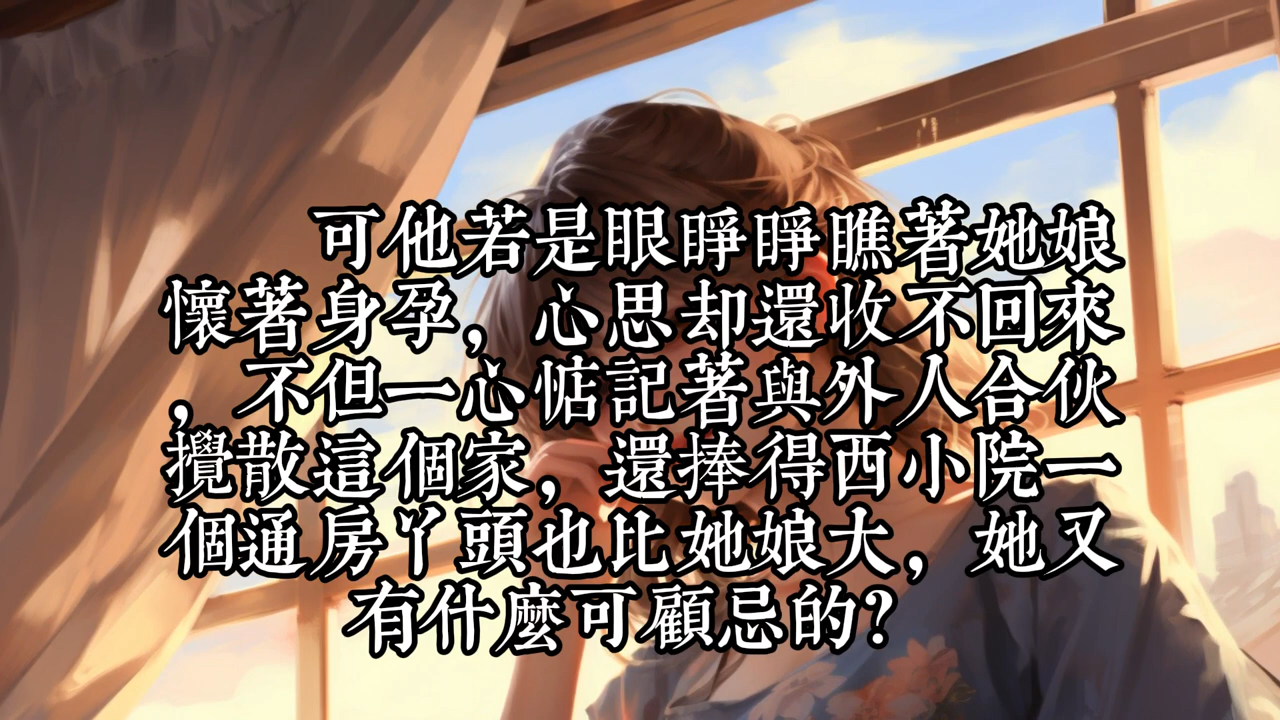 可他若是眼睜睜瞧著她娘
懷著身孕，心思却還收不回來
，不但一心惦記著與外人合伙
攪散這個家，還捧得西小院一
個通房丫頭也比她娘大，她又
有什麼可顧忌的？